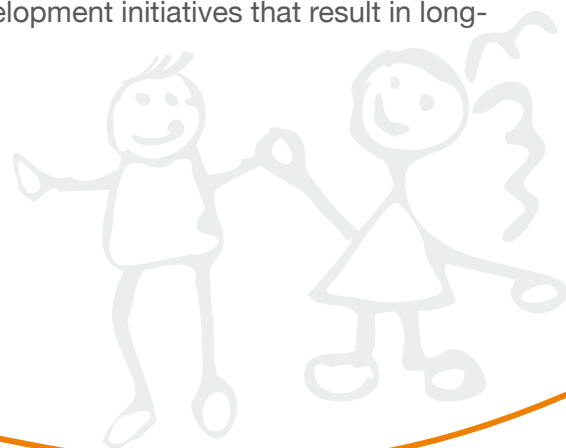 elopment initiatives that result in long-